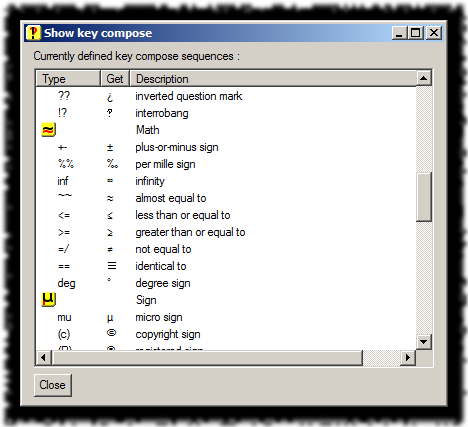 Show key compose
Currently defined key compose sequences :
Type Get Description
?? ¿ inverted question mark
!? ‽ interrobang
≈ Math
+- ± plus-or-minus sign
%% ‰ per mille sign
inf ∞ infinity
~~ ≈ almost equal to
<= ≤ less than or equal to
>= ≥ greater than or equal to
=/ ≠ not equal to
== ≡ identical to
deg ° degree sign
µ Sign
mu µ micro sign
(c) © copyright sign
(R) ® registered sign
Close